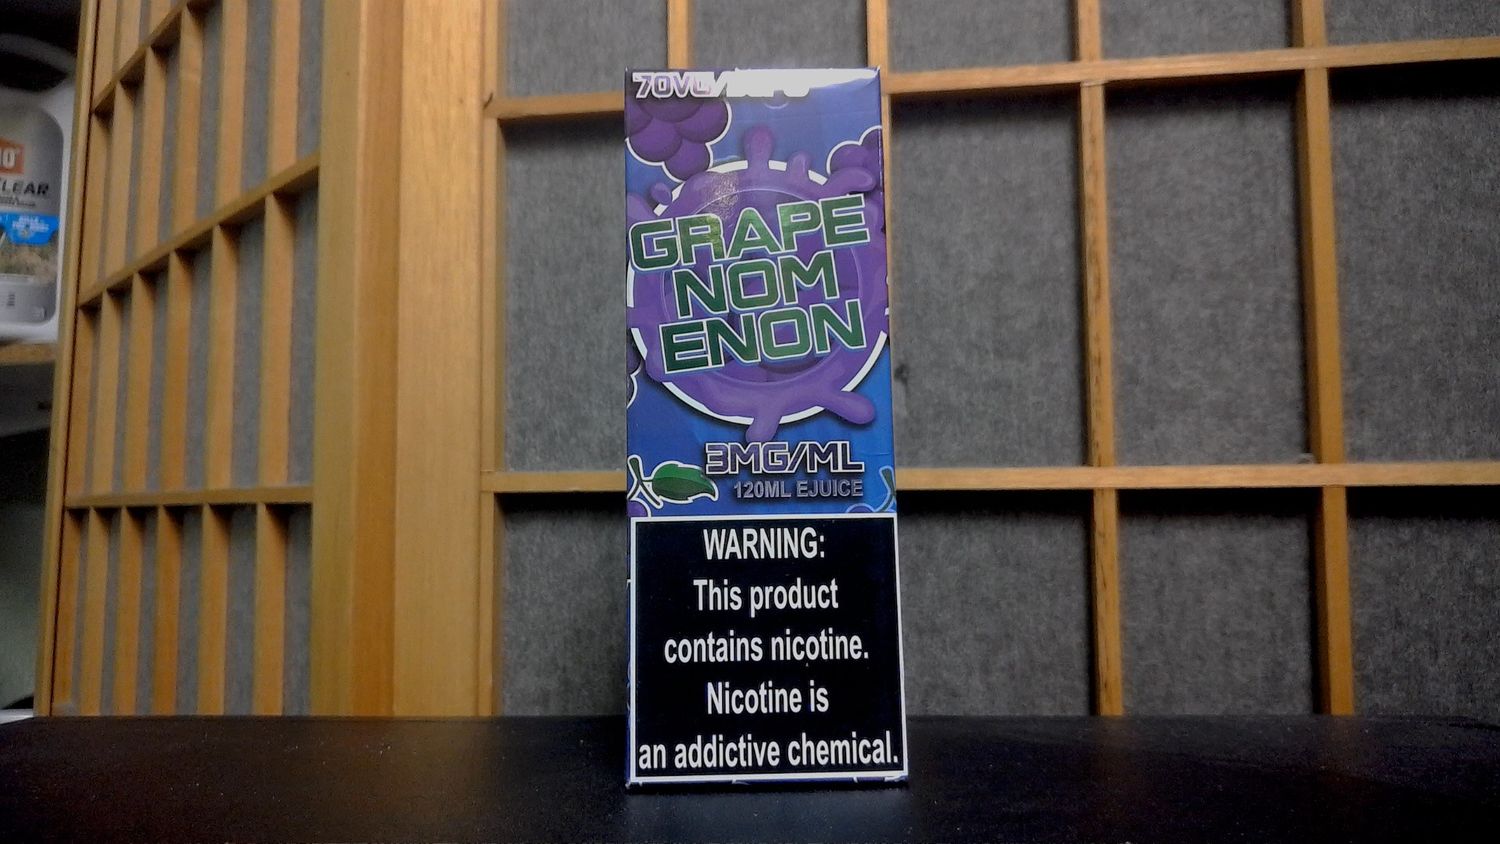 GRAPE
NOM
ENON
3MG/ML
120ML EJUICE
WARNING:
This product
contains nicotine.
Nicotine is
an addictive chemical.